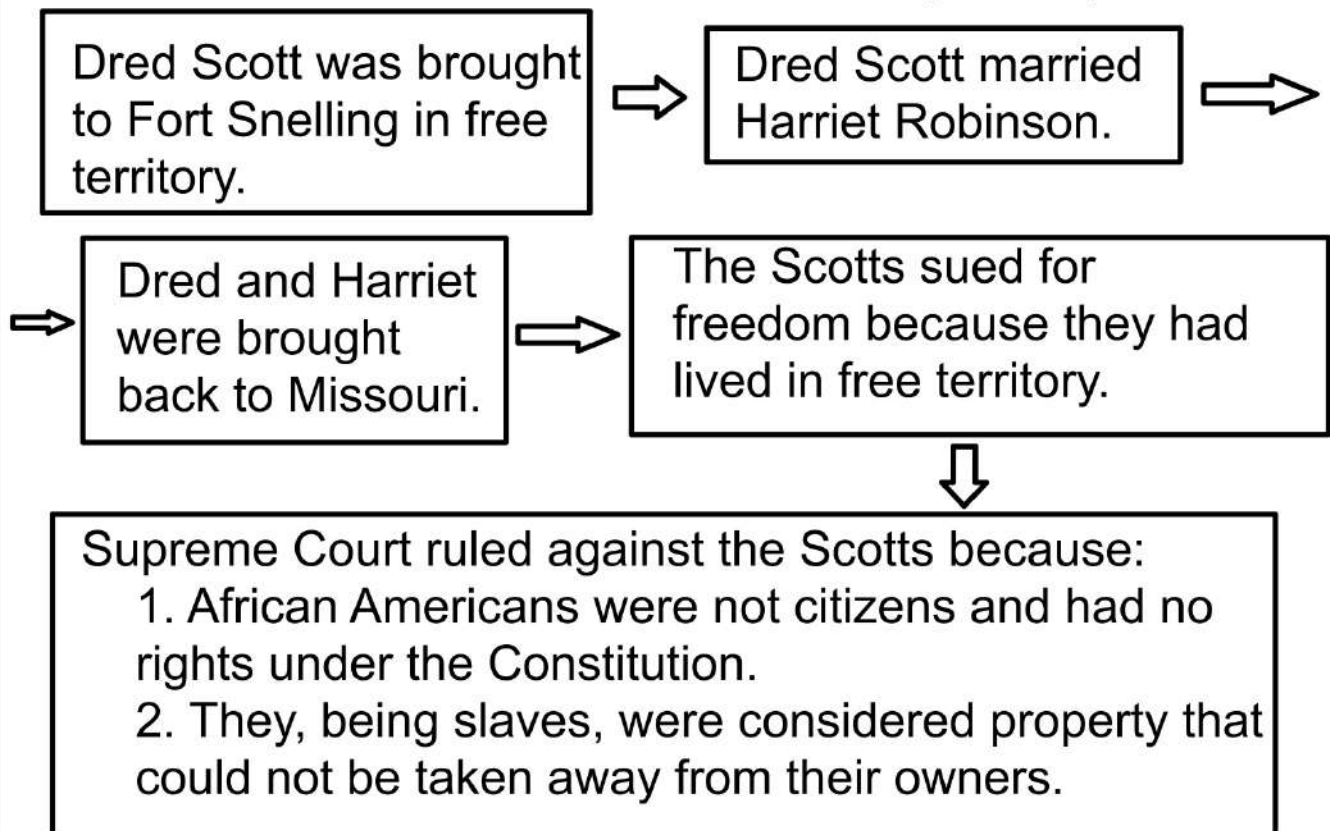 Dred Scott was brought
to Fort Snelling in free
territory.
Dred Scott married
Harriet Robinson.
Dred and Harriet
were brought
back to Missouri.
The Scotts sued for
freedom because they had
lived in free territory.
Supreme Court ruled against the Scotts because:
1. African Americans were not citizens and had no
rights under the Constitution.
2. They, being slaves, were considered property that
could not be taken away from their owners.